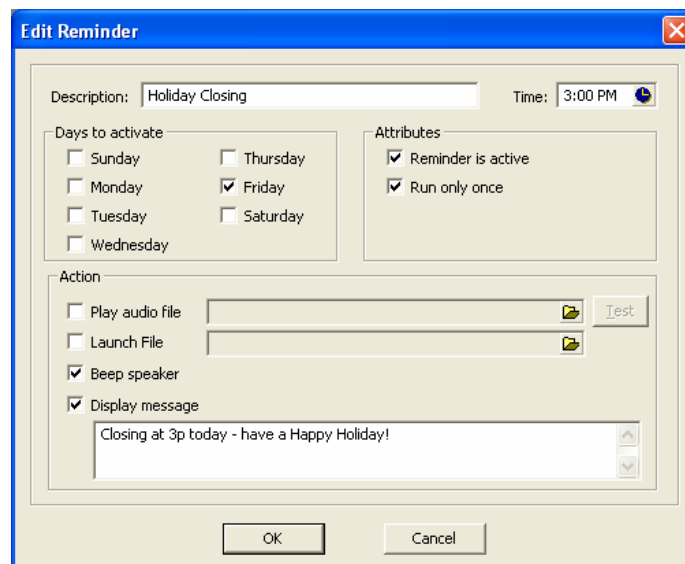 Edit Reminder
Description: Holiday Closing Time: 3:00 PM
Days to activate Attributes
Sunday Thursday Reminder is active
Monday Friday Run only once
Tuesday Saturday
Wednesday
Action
Play audio file Test
Launch File
Beep speaker
Display message
Closing at 3p today - have a Happy Holiday!
OK Cancel